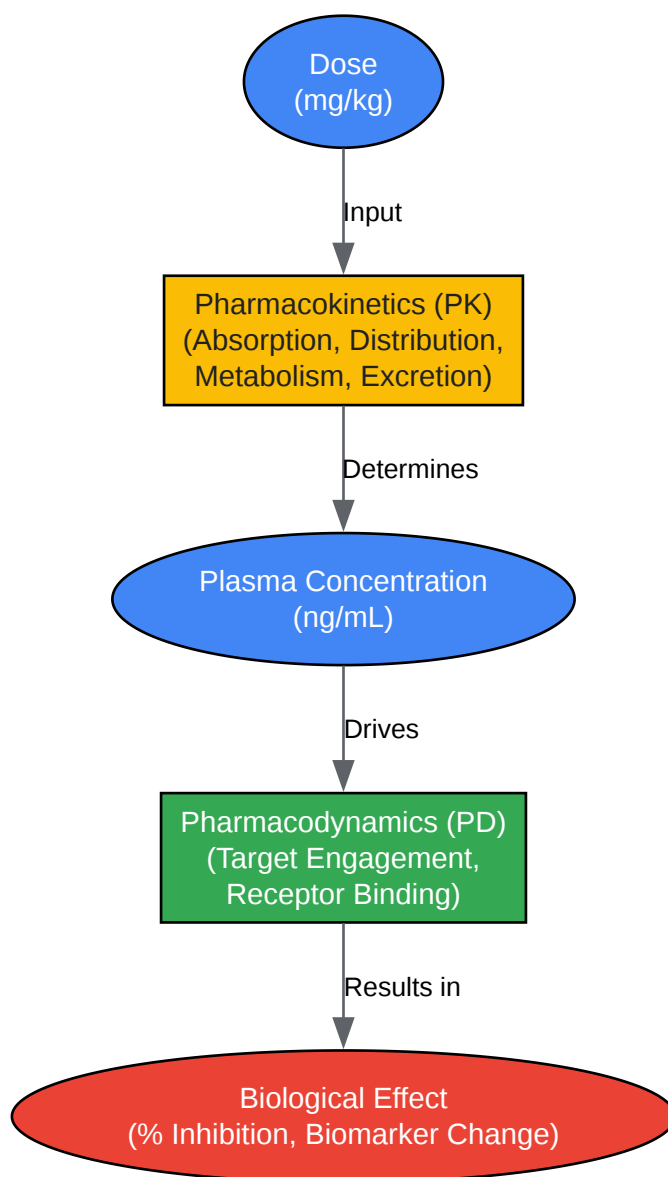 Dose
(mg/kg)
Input
Pharmacokinetics (PK)
(Absorption, Distribution,
Metabolism, Excretion)
Determines
Plasma Concentration
(ng/mL)
Drives
Pharmacodynamics (PD)
(Target Engagement,
Receptor Binding)
Results in
Biological Effect
(% Inhibition, Biomarker Change)